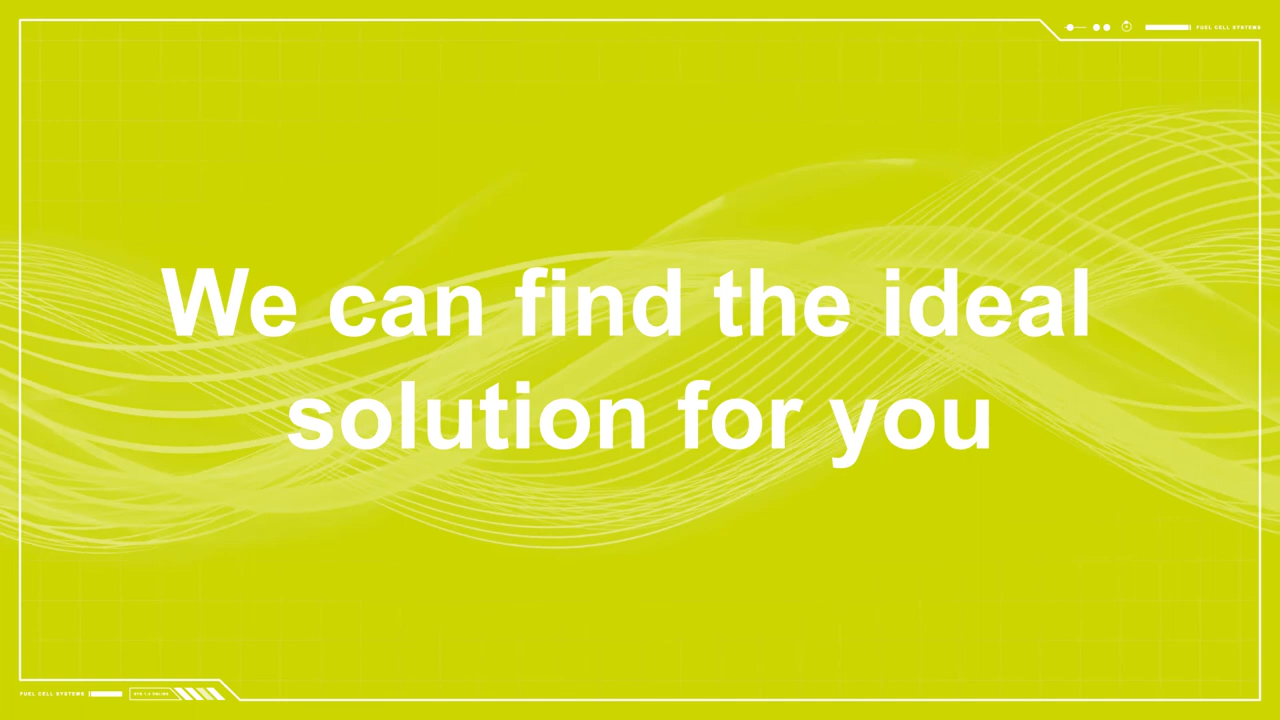 FUEL CELL SYSTEMS
We can find the ideal
solution for you
FUEL CELL SYSTEMS